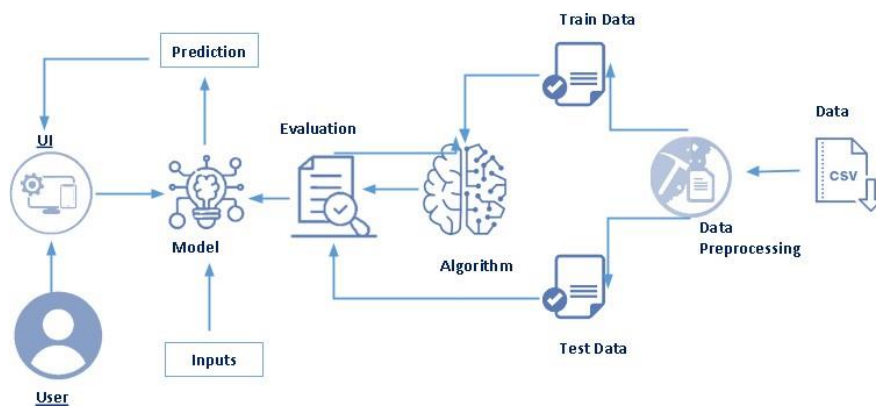 Train Data
Prediction
Data
Evaluation
UI
CSV
Data
Preprocessing
Model
Algorithm
Inputs
Test Data
User